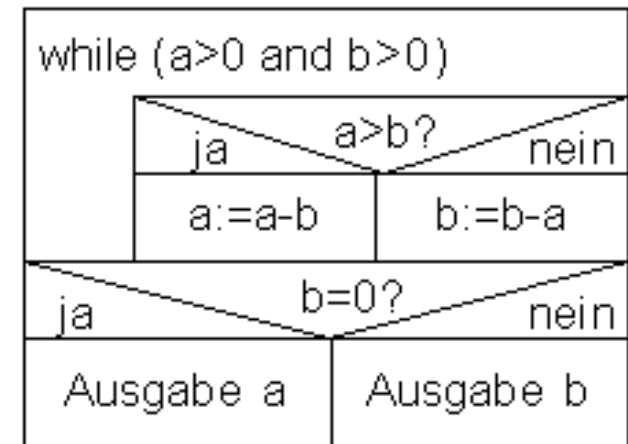 while (a>0 and b>0)
a>b?
ja nein
a:=a-b b:=b-a
b=0?
ja nein
Ausgabe a Ausgabe b